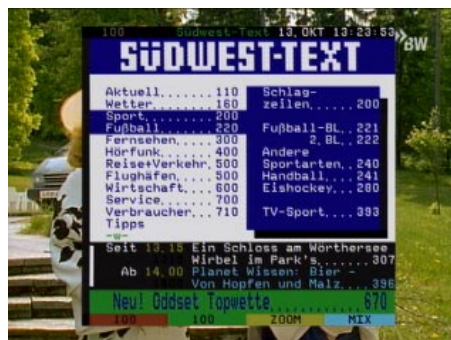 100 Südwest-Text 13.OKT 13:23:53
BW
SÜDWEST-TEXT
Aktuell.......110
Wetter........160
Sport.........200
Fußball.......220
Fernsehen.....300
Hörfunk.......400
Reise+Verkehr.500
Flughäfen.....500
Wirtschaft....600
Service.......700
Verbraucher...710
Tipps
Schlag-
zeilen.....200
Fußball-BL..221
2. BL..222
Andere
Sportarten..240
Handball....241
Eishockey...280
TV-Sport....393
-w-
Seit 13.15 Ein Schloss am Wörthersee
Wirbel im Park's.......307
Ab 14.00 Planet Wissen: Bier -
Von Hopfen und Malz....396
Neu! Oddset Topwette 670
100 100 ZOOM MIX